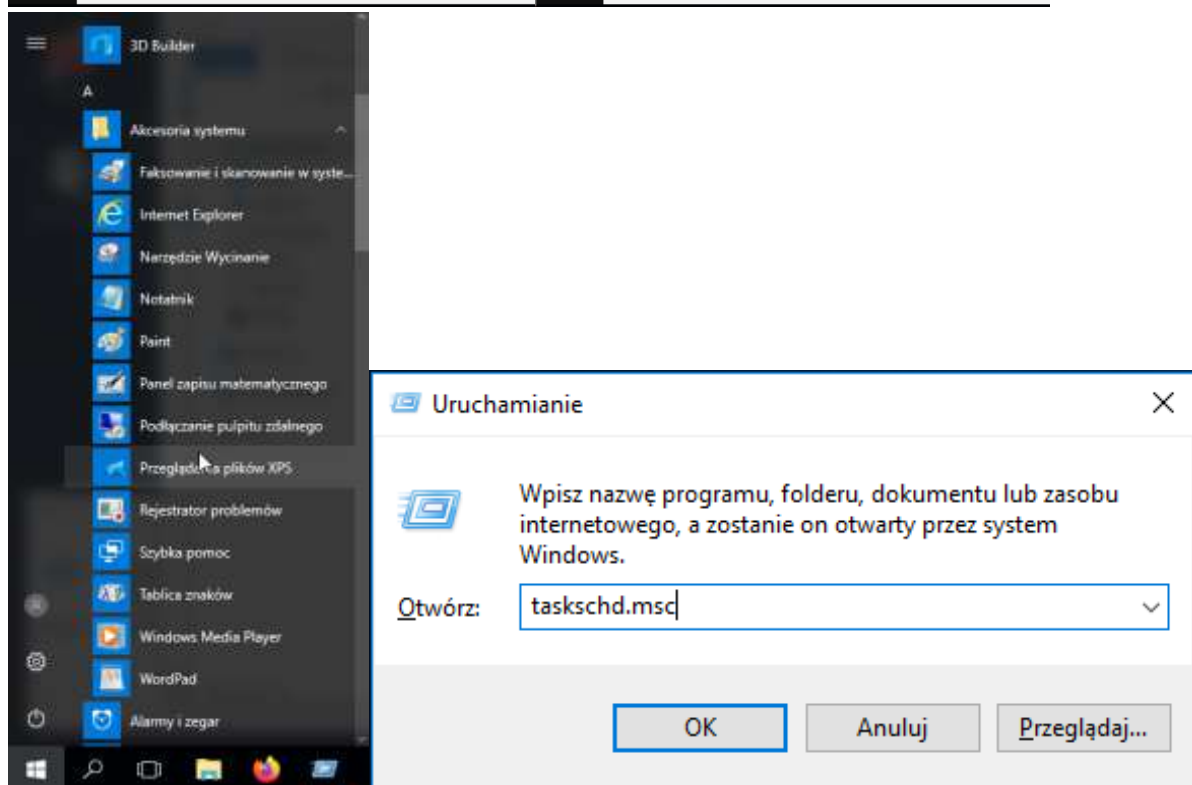 3D Builder
A
Akcesoria systemu
Faksowanie i skanowanie w syste...
Internet Explorer
Narzędzie Wycinanie
Notatnik
Paint
Panel zapisu matematycznego
Podłączanie pulpitu zdalnego
plików XPS
Rejestrator problemów
Szybka pomoc
Tablica znaków
Windows Media Player
WordPad
Alarmy i zegar
Uruchamianie
Wpisz nazwę programu, folderu, dokumentu lub zasobu
internetowego, a zostanie on otwarty przez system
Windows.
Otwórz: taskschd.msc
OK Anuluj Przeglądaj...